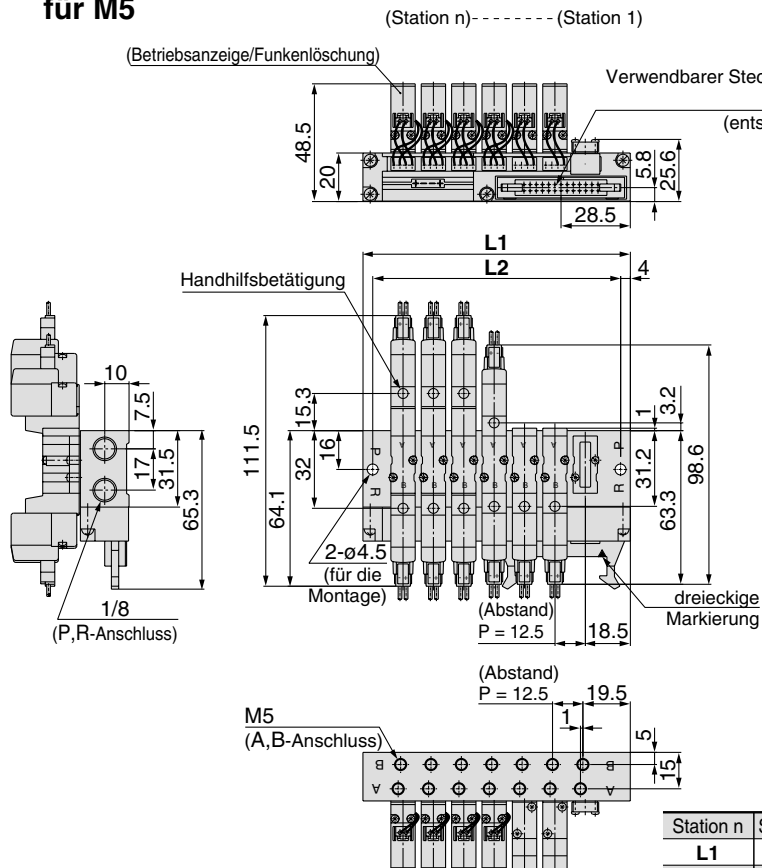 für M5
(Station n)--------(Station 1)
(Betriebsanzeige/Funkenlöschung)
Verwendbarer Stec
(ents
48.5
20
5.8
25.6
28.5
L1
L2
4
Handhilfsbetätigung
10
7.5
17
31.5
65.3
1/8
(P,R-Anschluss)
111.5
64.1
15.3
32
16
P
R
A A A A A A
B B B B B B
P
R
1
3.2
31.2
63.3
98.6
2-ø4.5
(für die
Montage)
(Abstand)
P = 12.5
18.5
dreieckige
Markierung
(Abstand)
P = 12.5
19.5
1
M5
(A,B-Anschluss)
5
15
B B
A A
Station n S
L1